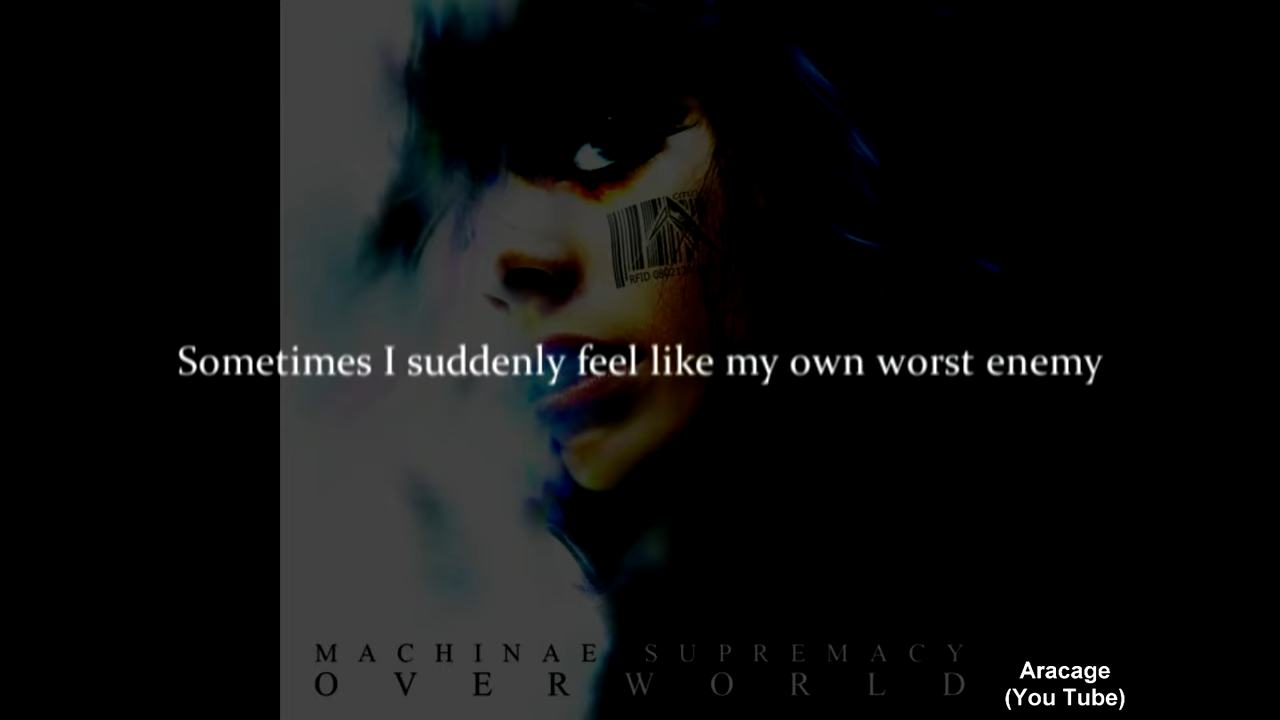 Sometimes I suddenly feel like my own worst enemy
MACHINAE SUPREMACY
OVERWORLD
Aracage
(You Tube)